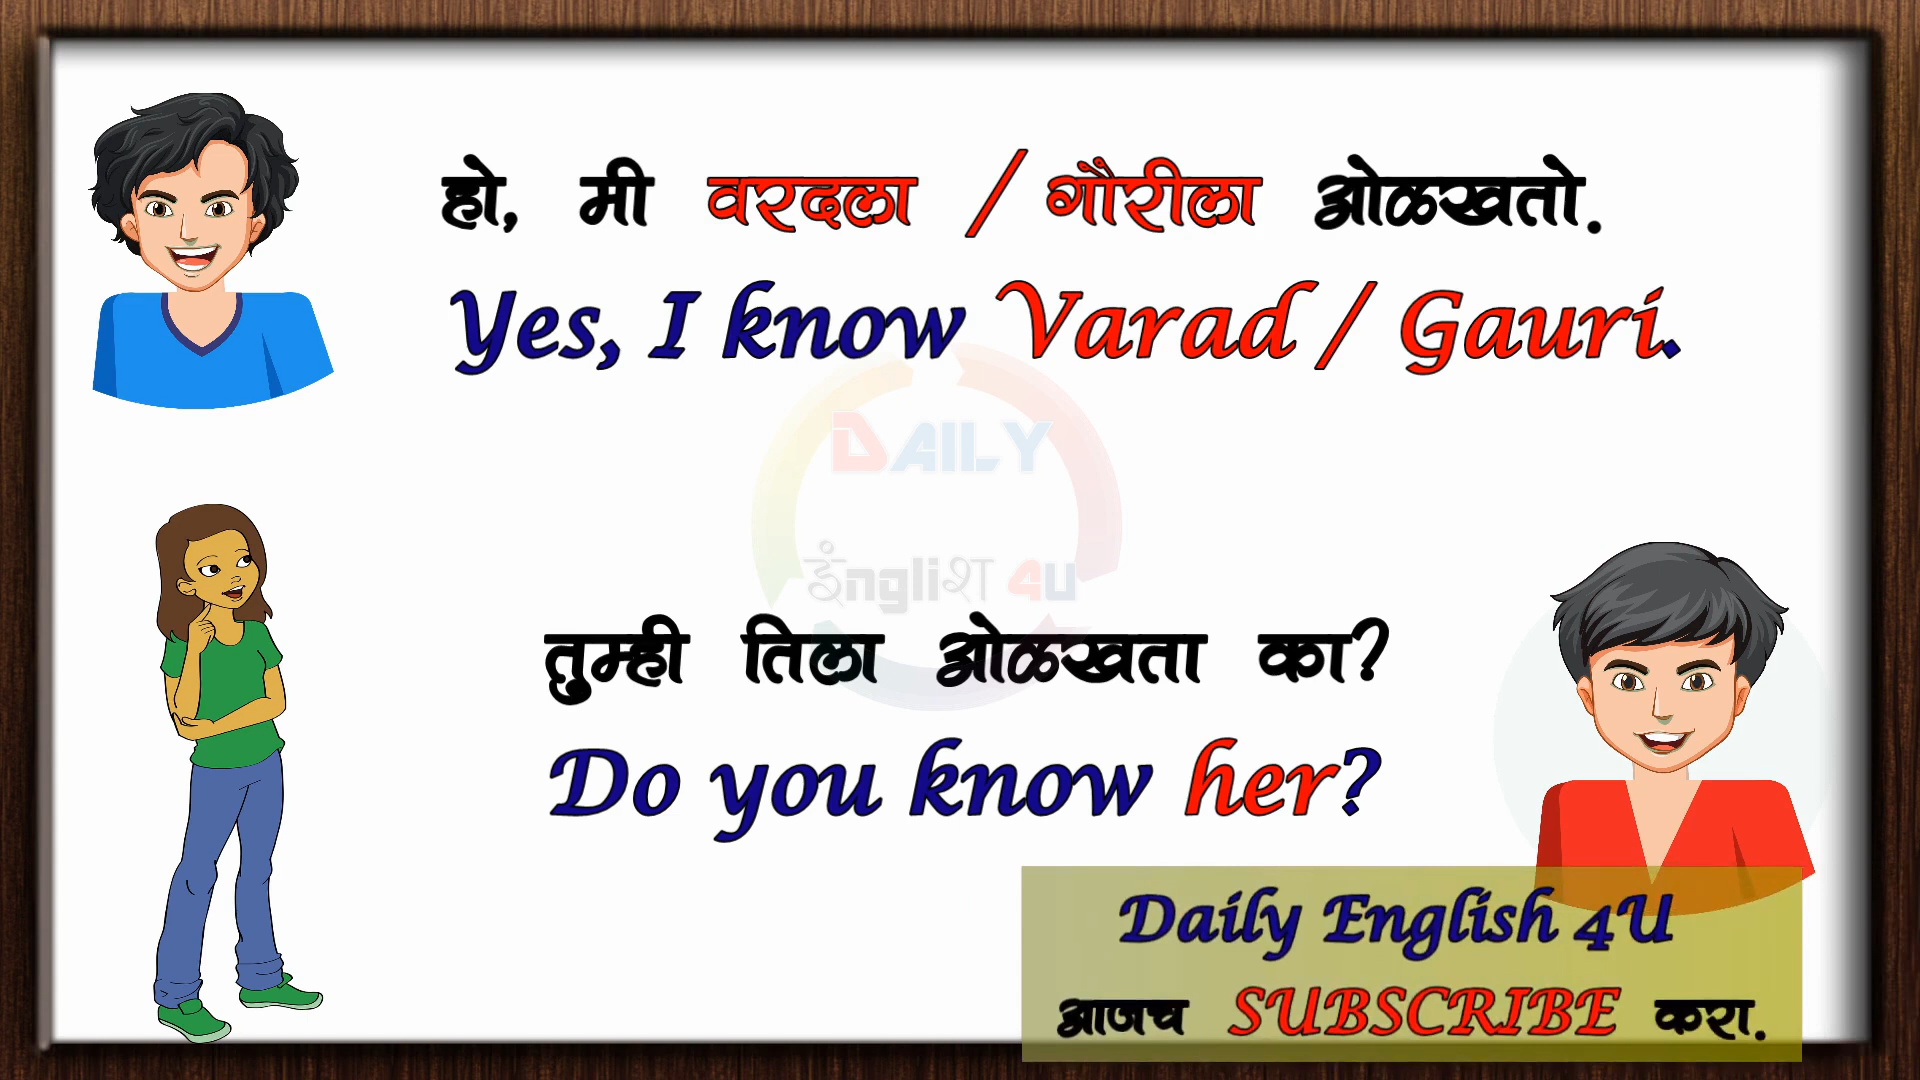 हो, मी वरदला / गौरीला ओळखतो.
Yes, I know Varad / Gauri.
DAILY
इंngliश 4U
तुम्ही तिला ओळखता का?
Do you know her?
Daily English 4U
आजच SUBSCRIBE करा.